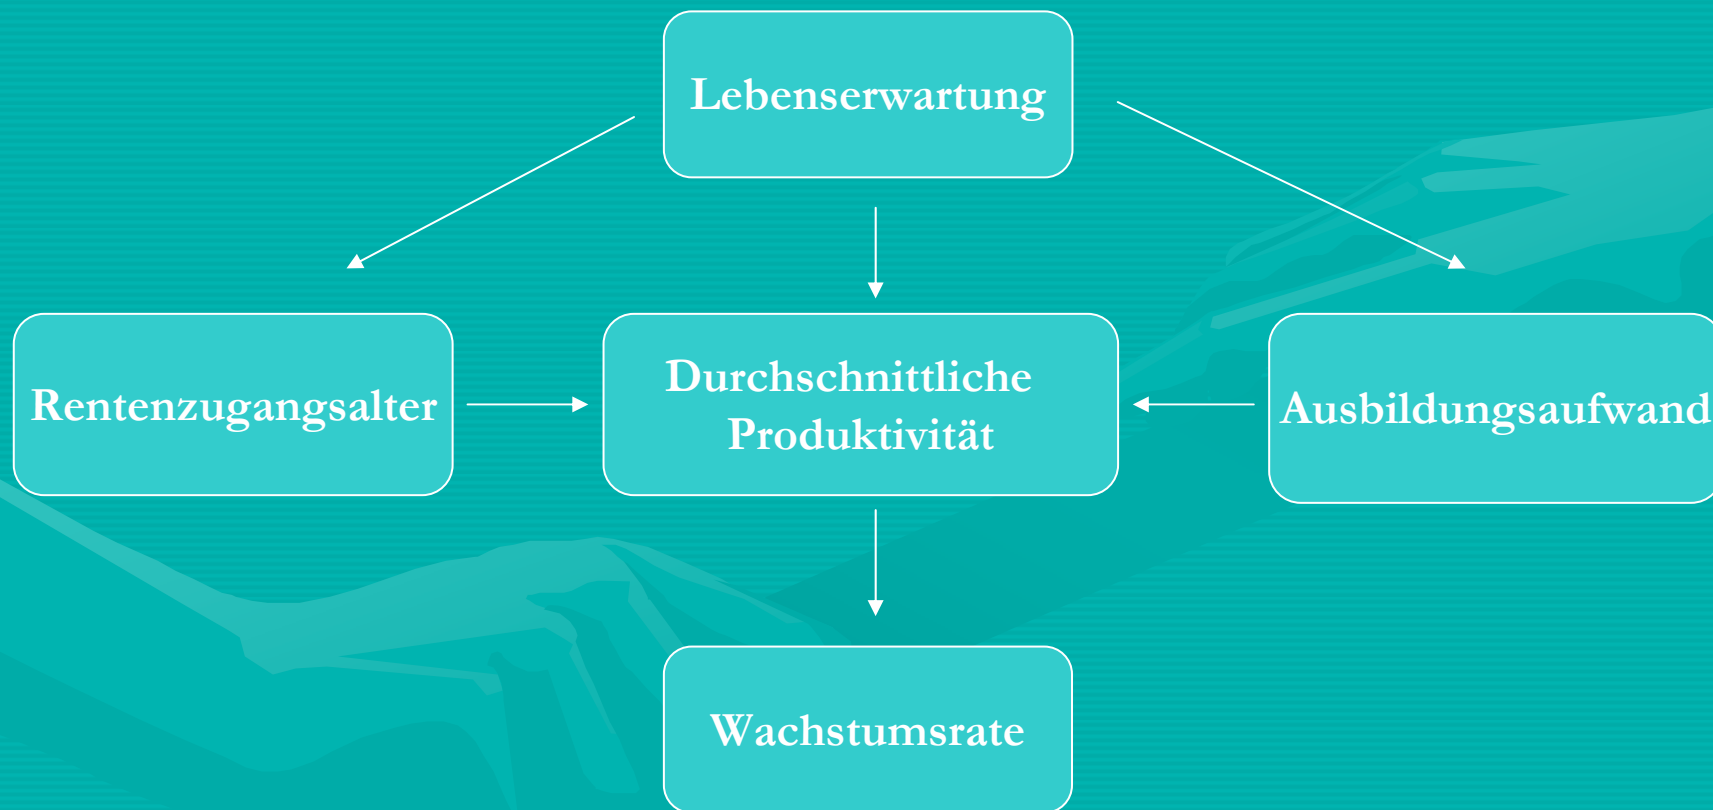 Lebenserwartung
Rentenzugangsalter
Durchschnittliche
Produktivität
Ausbildungsaufwand
Wachstumsrate